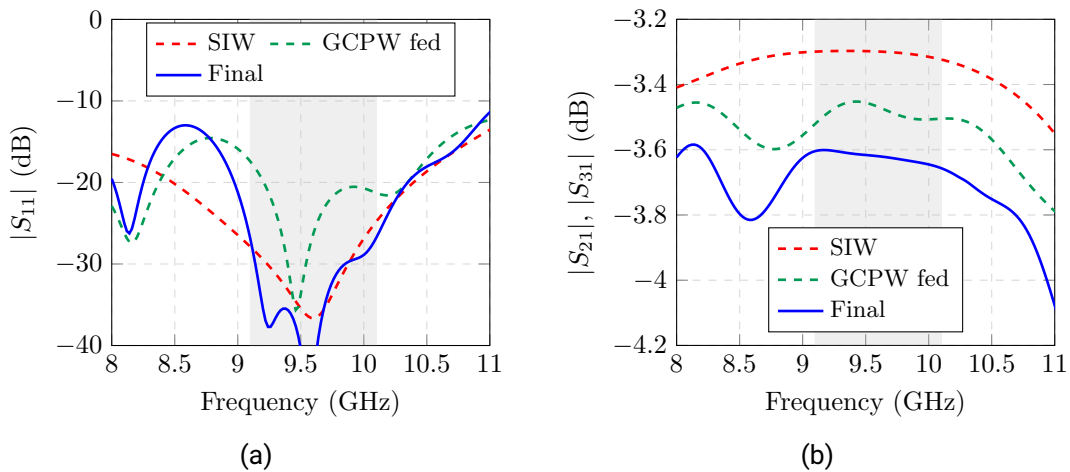 0
−10
−20
−30
−40
8
8.5
9
9.5
10
10.5
11
Frequency (GHz)
|S11| (dB)
SIW
GCPW fed
Final
(a)
−3
−3.2
−3.4
−3.6
−3.8
−4
−4.2
8
8.5
9
9.5
10
10.5
11
Frequency (GHz)
|S21|, |S31| (dB)
SIW
GCPW fed
Final
(b)